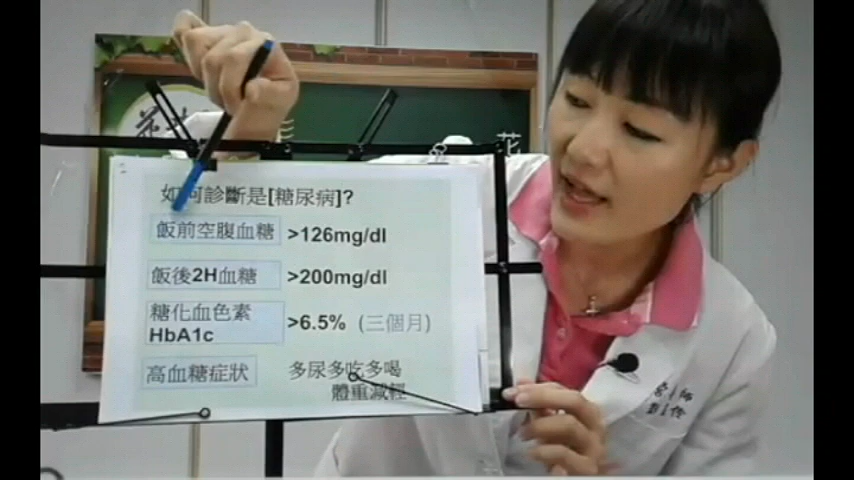 如何診斷是[糖尿病]?
飯前空腹血糖 >126mg/dl
飯後2H血糖 >200mg/dl
糖化血色素
HbA1c >6.5% (三個月)
高血糖症狀 多尿多吃多喝
體重減輕
花